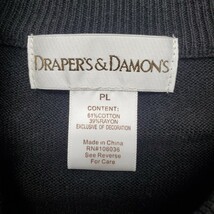 DRAPER'S & DAMON'S
PL
CONTENT:
61%COTTON
39%RAYON
EXCLUSIVE OF DECORATION
Made in China
RN#106036
See Reverse
For Care